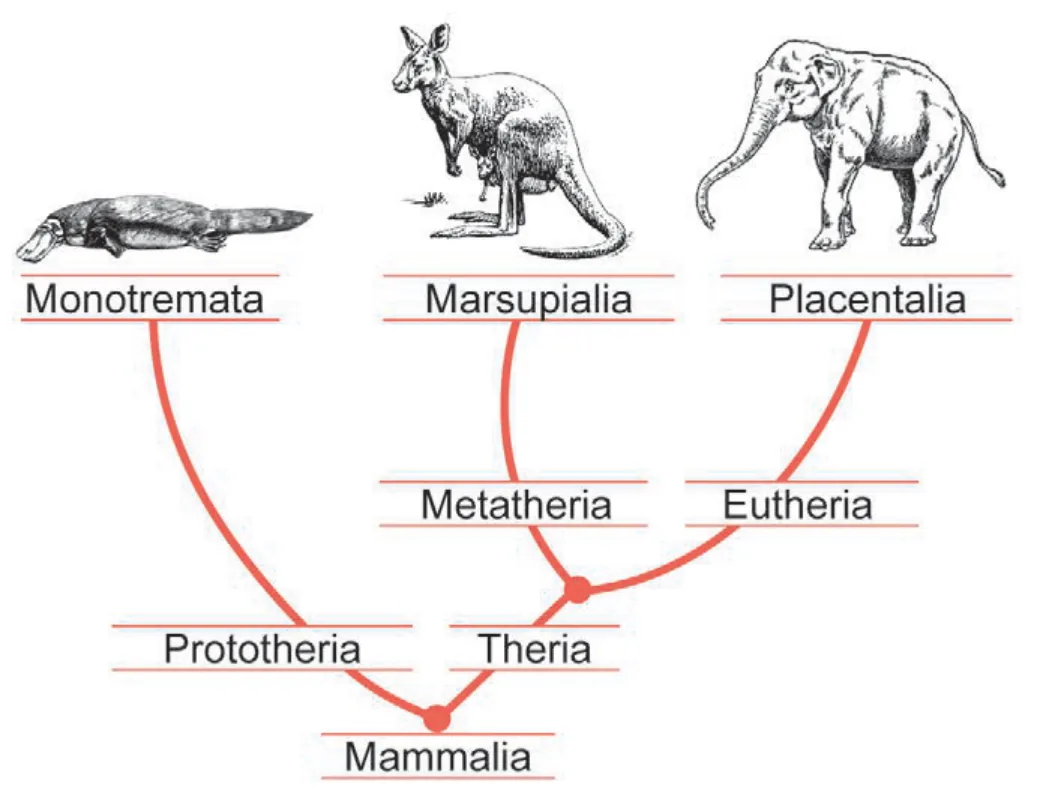 Monotremata
Marsupialia
Placentalia
Metatheria
Eutheria
Prototheria
Theria
Mammalia